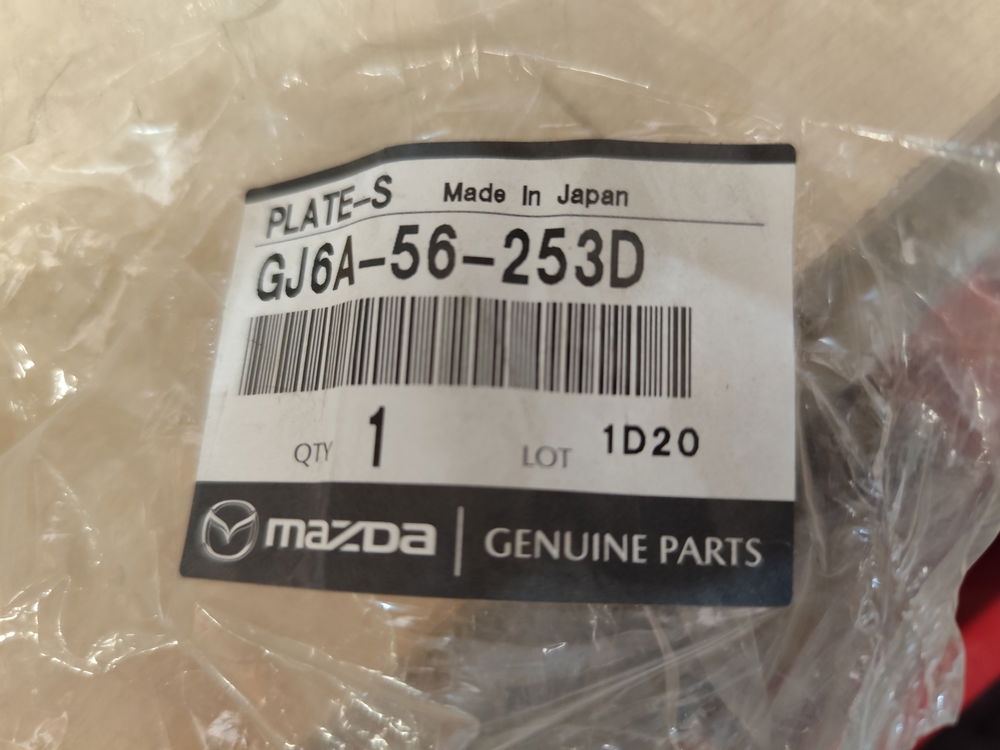 PLATE-S Made In Japan
GJ6A-56-253D
QTY 1 LOT 1D20
mazda GENUINE PARTS